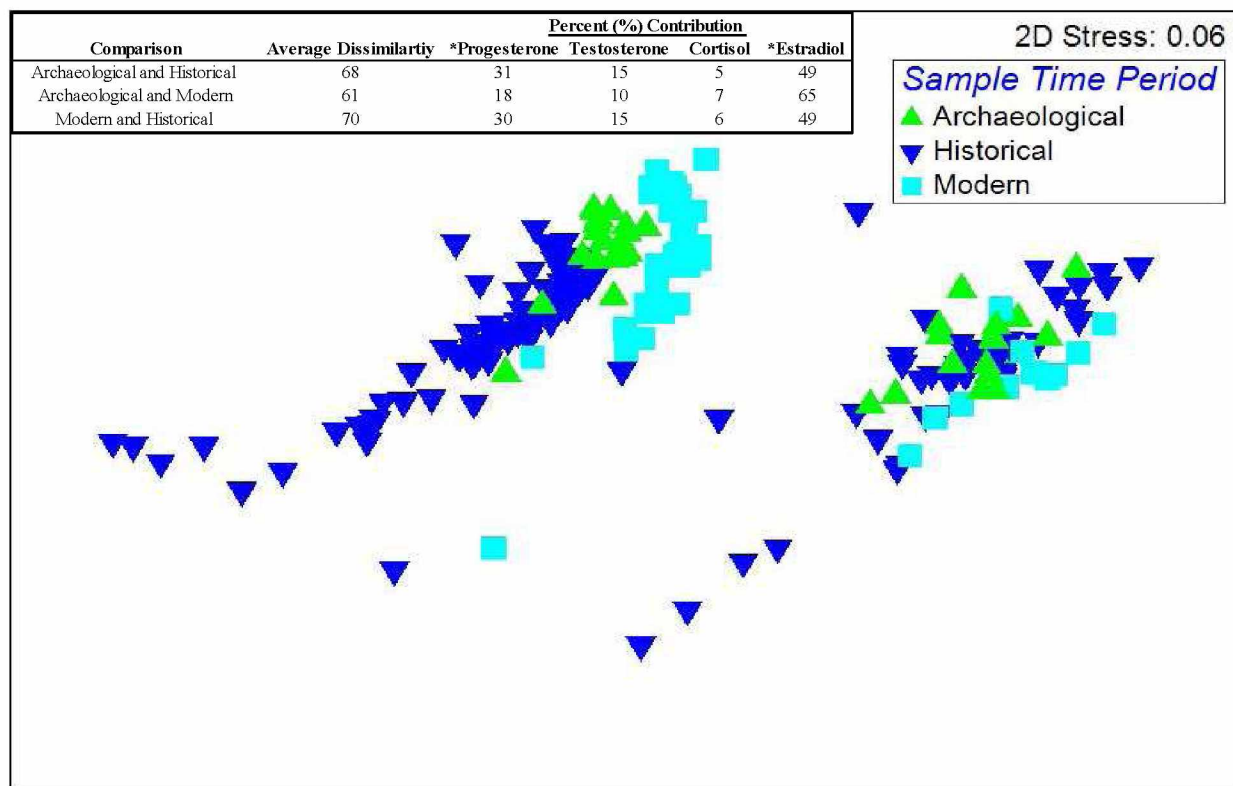 Percent (%) Contribution
Comparison Average Dissimilartiy *Progesterone Testosterone Cortisol *Estradiol
Archaeological and Historical 68 31 15 5 49
Archaeological and Modern 61 18 10 7 65
Modern and Historical 70 30 15 6 49
2D Stress: 0.06
Sample Time Period
Archaeological
Historical
Modern